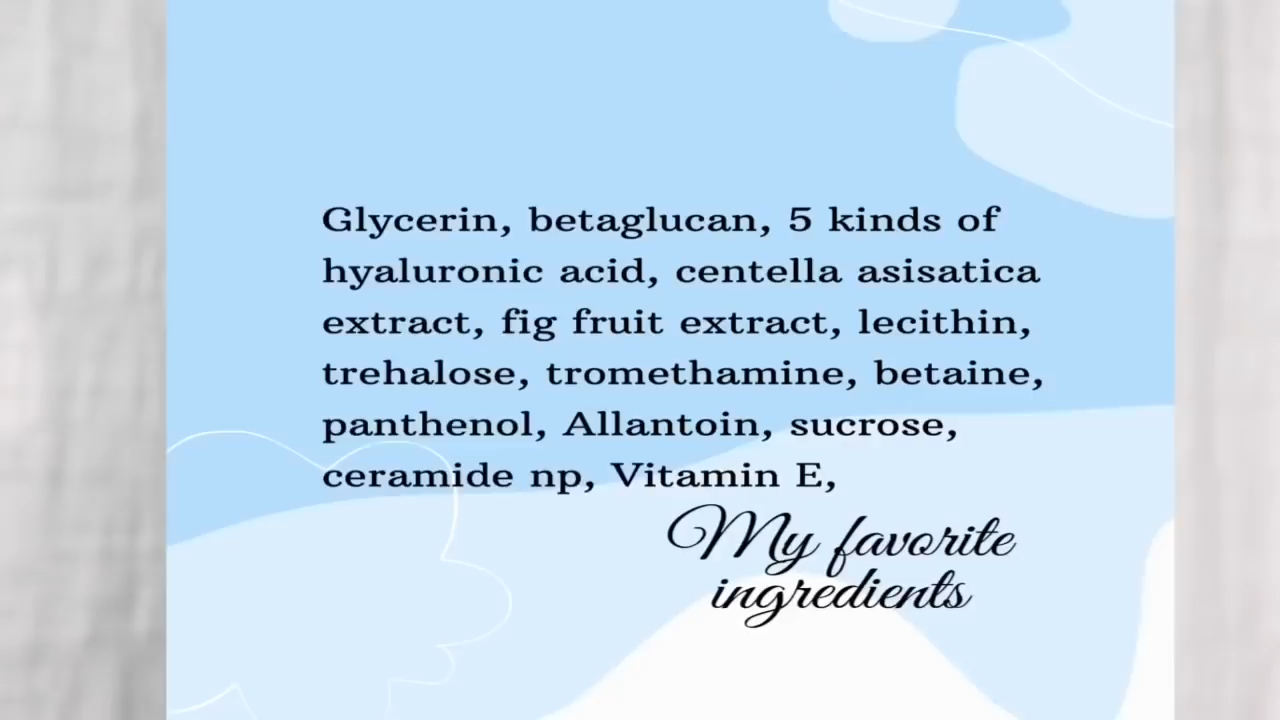 Glycerin, betaglucan, 5 kinds of
hyaluronic acid, centella asisatica
extract, fig fruit extract, lecithin,
trehalose, tromethamine, betaine,
panthenol, Allantoin, sucrose,
ceramide np, Vitamin E,
My favorite
ingredients